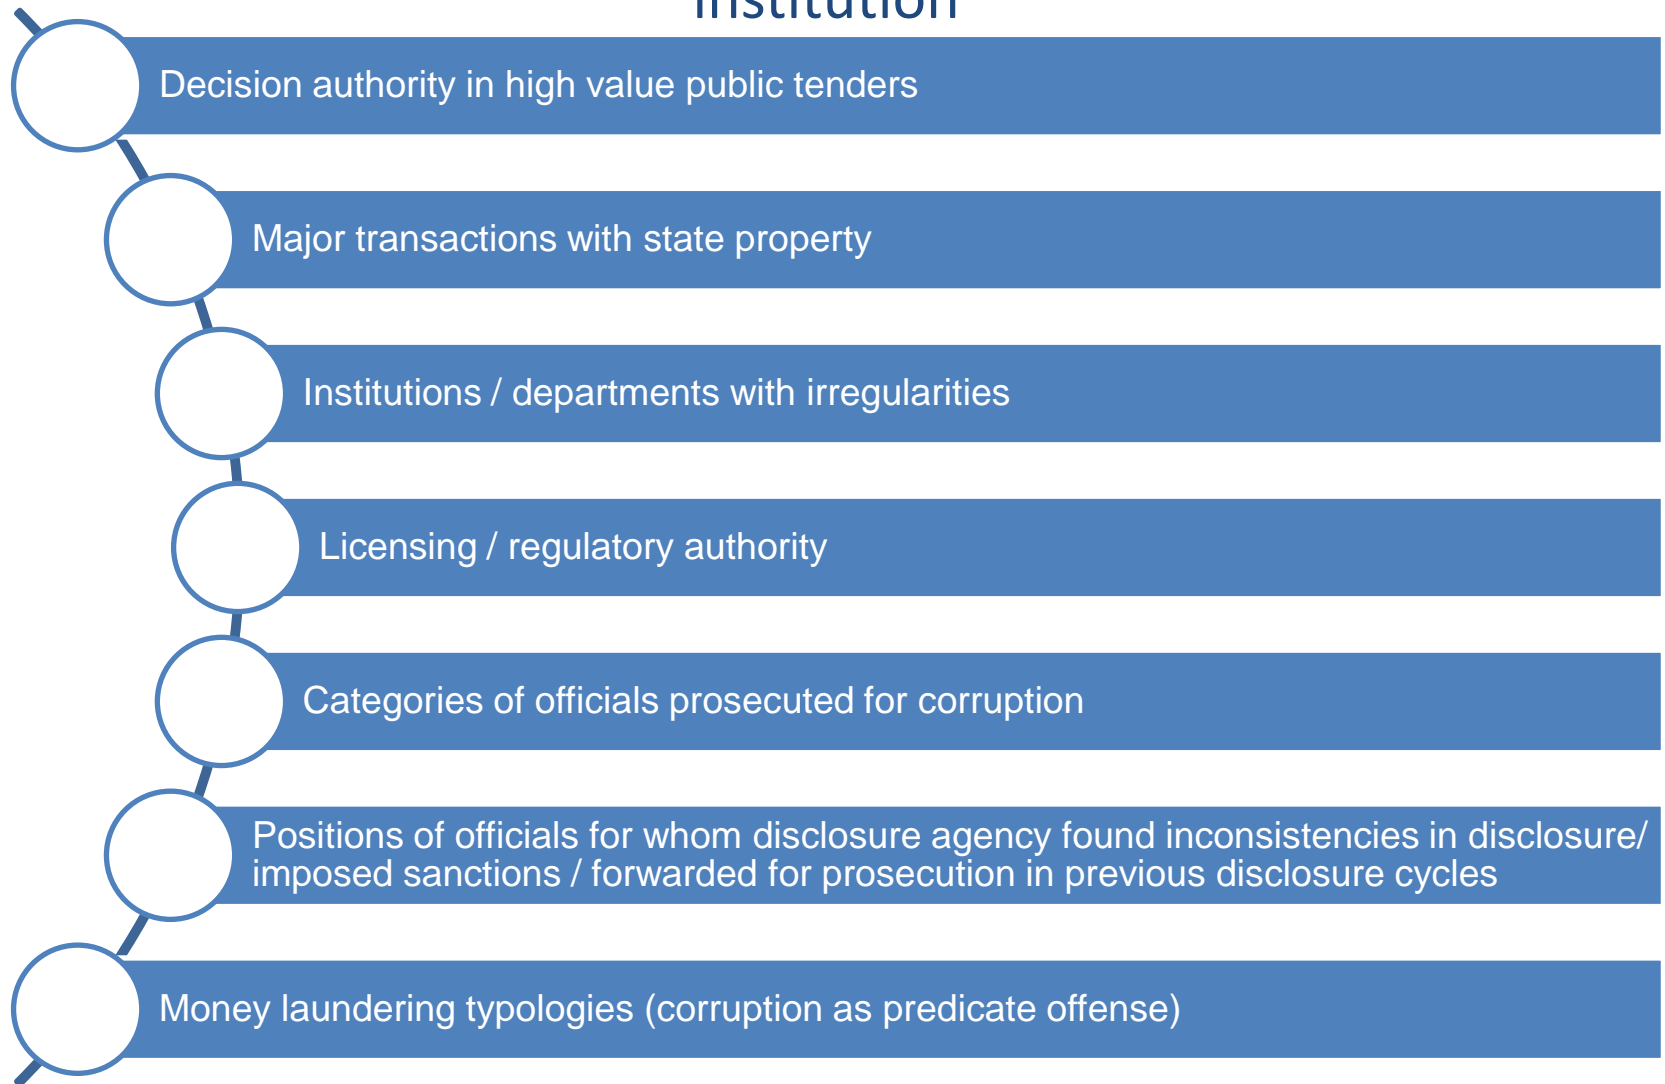 institution
Decision authority in high value public tenders
Major transactions with state property
Institutions / departments with irregularities
Licensing / regulatory authority
Categories of officials prosecuted for corruption
Positions of officials for whom disclosure agency found inconsistencies in disclosure/
imposed sanctions / forwarded for prosecution in previous disclosure cycles
Money laundering typologies (corruption as predicate offense)